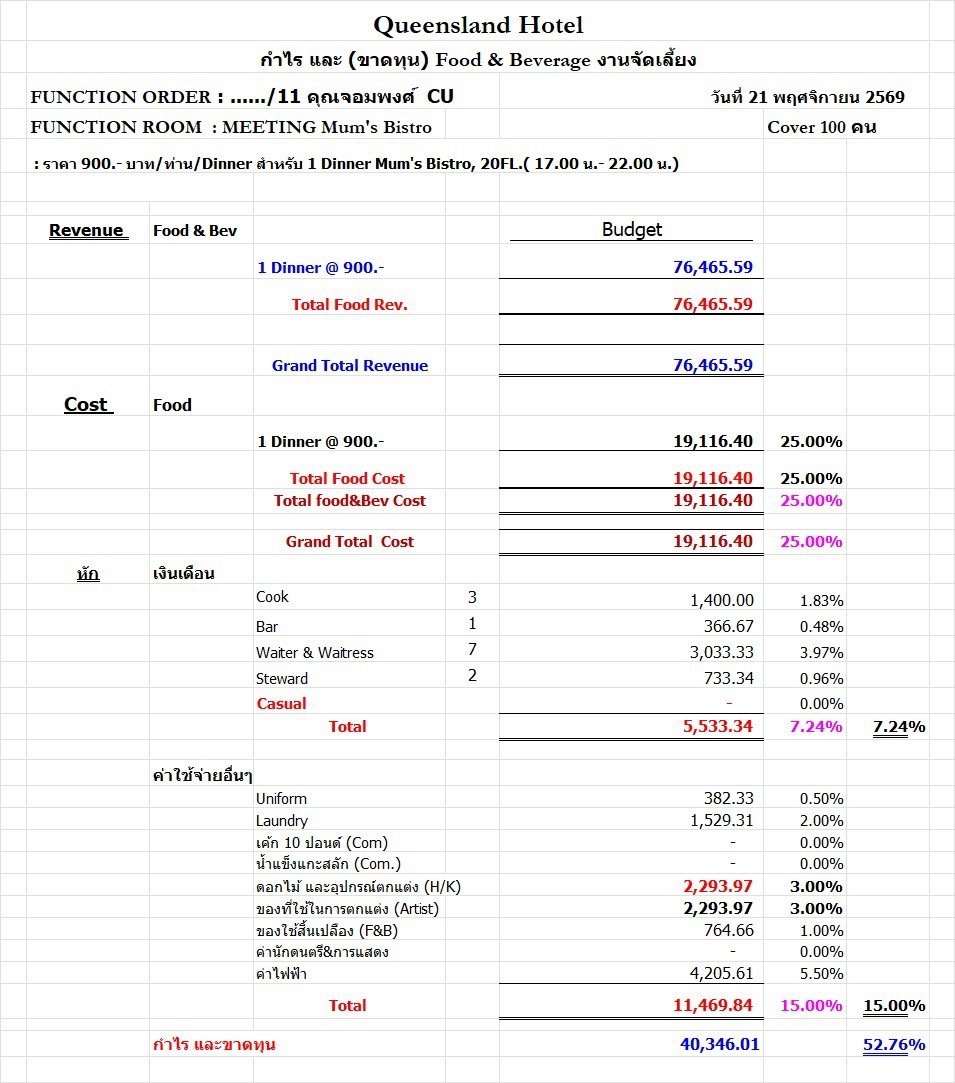 Queensland Hotel
กำไร และ (ขาดทุน) Food & Beverage งานจัดเลี้ยง
FUNCTION ORDER : ....../11 คุณจอมพงศ์ CU วันที่ 21 พฤศจิกายน 2569
FUNCTION ROOM : MEETING Mum's Bistro Cover 100 คน
: ราคา 900.- บาท/ท่าน/Dinner สำหรับ 1 Dinner Mum's Bistro, 20FL.( 17.00 น.- 22.00 น.)
Revenue Food & Bev Budget
1 Dinner @ 900.- 76,465.59
Total Food Rev. 76,465.59
Grand Total Revenue 76,465.59
Cost Food
1 Dinner @ 900.- 19,116.40 25.00%
Total Food Cost 19,116.40 25.00%
Total food&Bev Cost 19,116.40 25.00%
Grand Total Cost 19,116.40 25.00%
หัก เงินเดือน
Cook 3 1,400.00 1.83%
Bar 1 366.67 0.48%
Waiter & Waitress 7 3,033.33 3.97%
Steward 2 733.34 0.96%
Casual - 0.00%
Total 5,533.34 7.24% 7.24%
ค่าใช้จ่ายอื่นๆ
Uniform 382.33 0.50%
Laundry 1,529.31 2.00%
เค้ก 10 ปอนด์ (Com) - 0.00%
น้ำแข็งแกะสลัก (Com.) - 0.00%
ดอกไม้ และอุปกรณ์ตกแต่ง (H/K) 2,293.97 3.00%
ของที่ใช้ในการตกแต่ง (Artist) 2,293.97 3.00%
ของใช้สิ้นเปลือง (F&B) 764.66 1.00%
ค่านักดนตรี&การแสดง - 0.00%
ค่าไฟฟ้า 4,205.61 5.50%
Total 11,469.84 15.00% 15.00%
กำไร และขาดทุน 40,346.01 52.76%